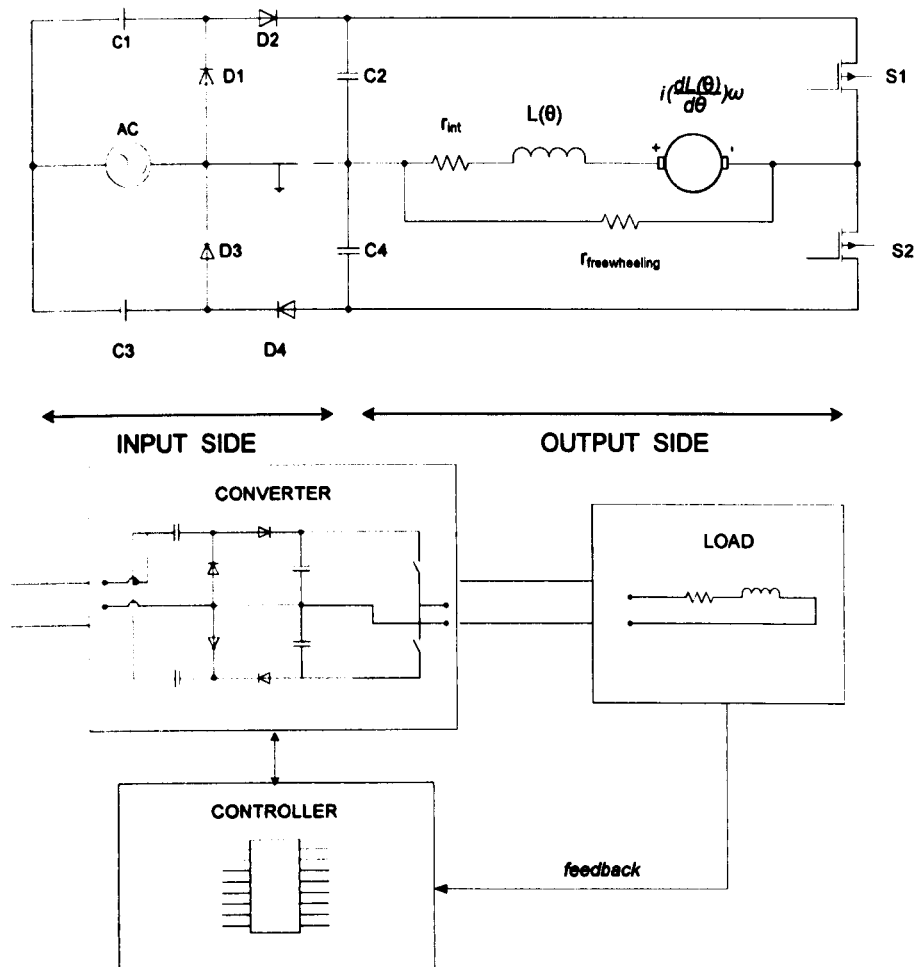 C1
D2
D1
C2
S1
i(dL(θ)/dθ)ω
L(θ)
r_int
AC
+ -
D3
C4
r_freewheeling
S2
C3
D4
INPUT SIDE
OUTPUT SIDE
CONVERTER
LOAD
CONTROLLER
feedback